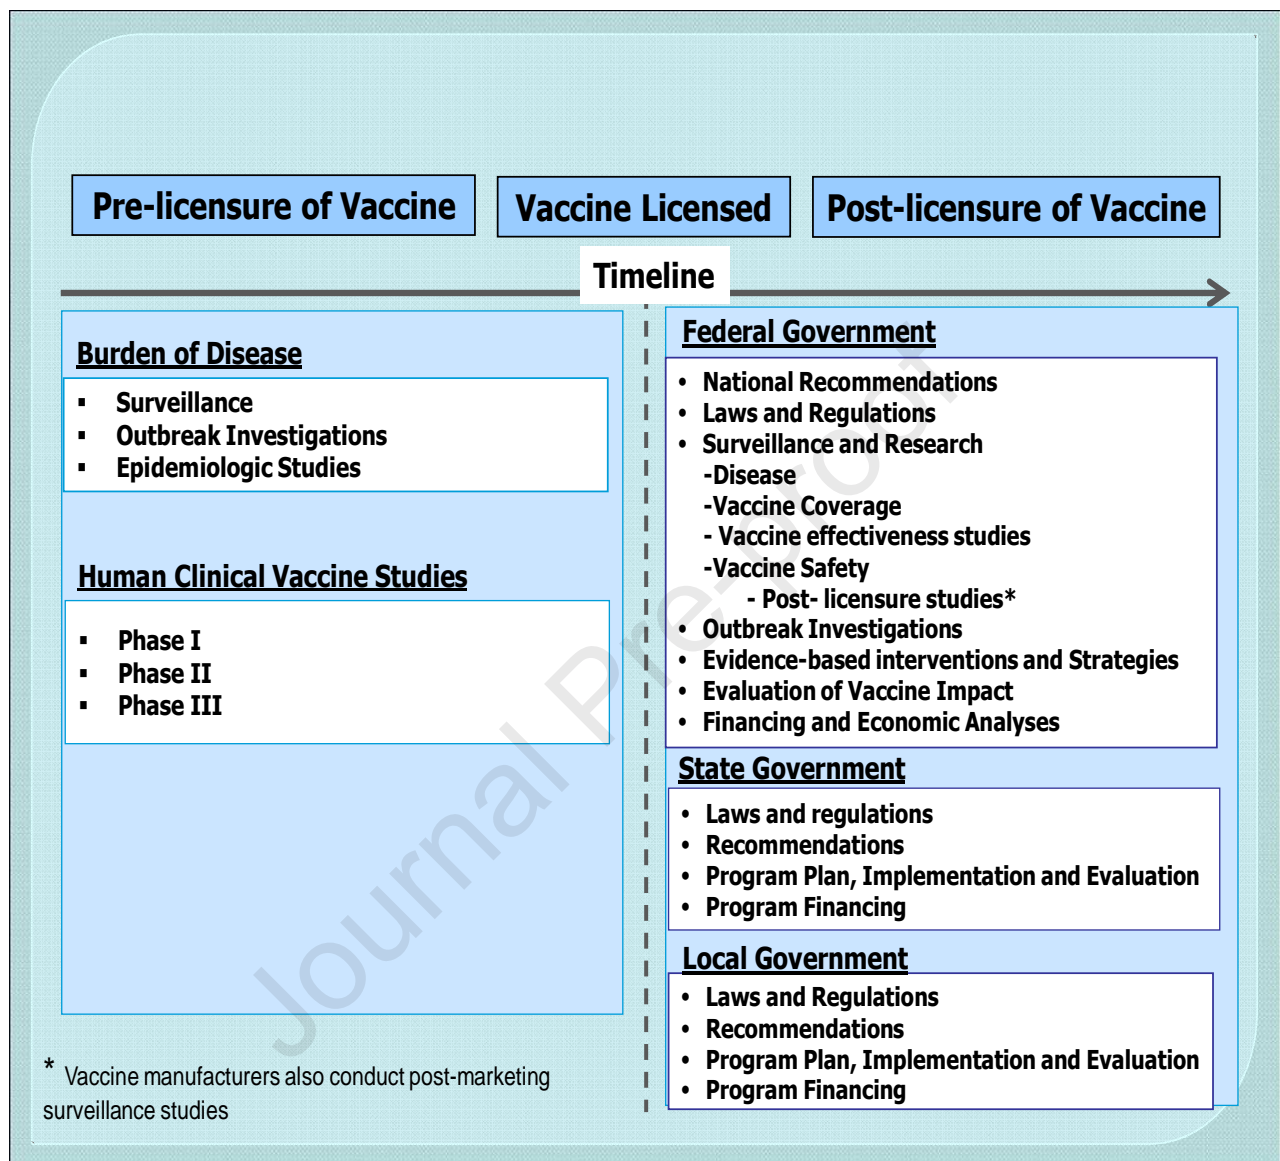 Pre-licensure of Vaccine
Vaccine Licensed
Post-licensure of Vaccine
Timeline
Burden of Disease
▪ Surveillance
▪ Outbreak Investigations
▪ Epidemiologic Studies
Human Clinical Vaccine Studies
▪ Phase I
▪ Phase II
▪ Phase III
Federal Government
• National Recommendations
• Laws and Regulations
• Surveillance and Research
-Disease
-Vaccine Coverage
- Vaccine effectiveness studies
-Vaccine Safety
- Post- licensure studies*
• Outbreak Investigations
• Evidence-based interventions and Strategies
• Evaluation of Vaccine Impact
• Financing and Economic Analyses
State Government
• Laws and regulations
• Recommendations
• Program Plan, Implementation and Evaluation
• Program Financing
Local Government
• Laws and Regulations
• Recommendations
• Program Plan, Implementation and Evaluation
• Program Financing
* Vaccine manufacturers also conduct post-marketing
surveillance studies
Journal Pre-proof